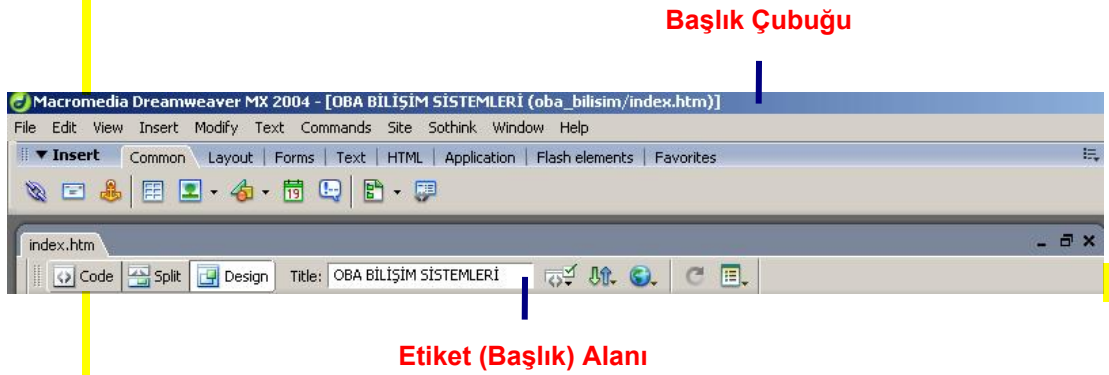 Başlık Çubuğu
Macromedia Dreamweaver MX 2004 - [OBA BİLİŞİM SİSTEMLERİ (oba_bilisim/index.htm)]
File Edit View Insert Modify Text Commands Site Sothink Window Help
▼ Insert Common Layout | Forms | Text | HTML | Application | Flash elements | Favorites
19
index.htm
Code Split Design Title: OBA BİLİŞİM SİSTEMLERİ
Etiket (Başlık) Alanı